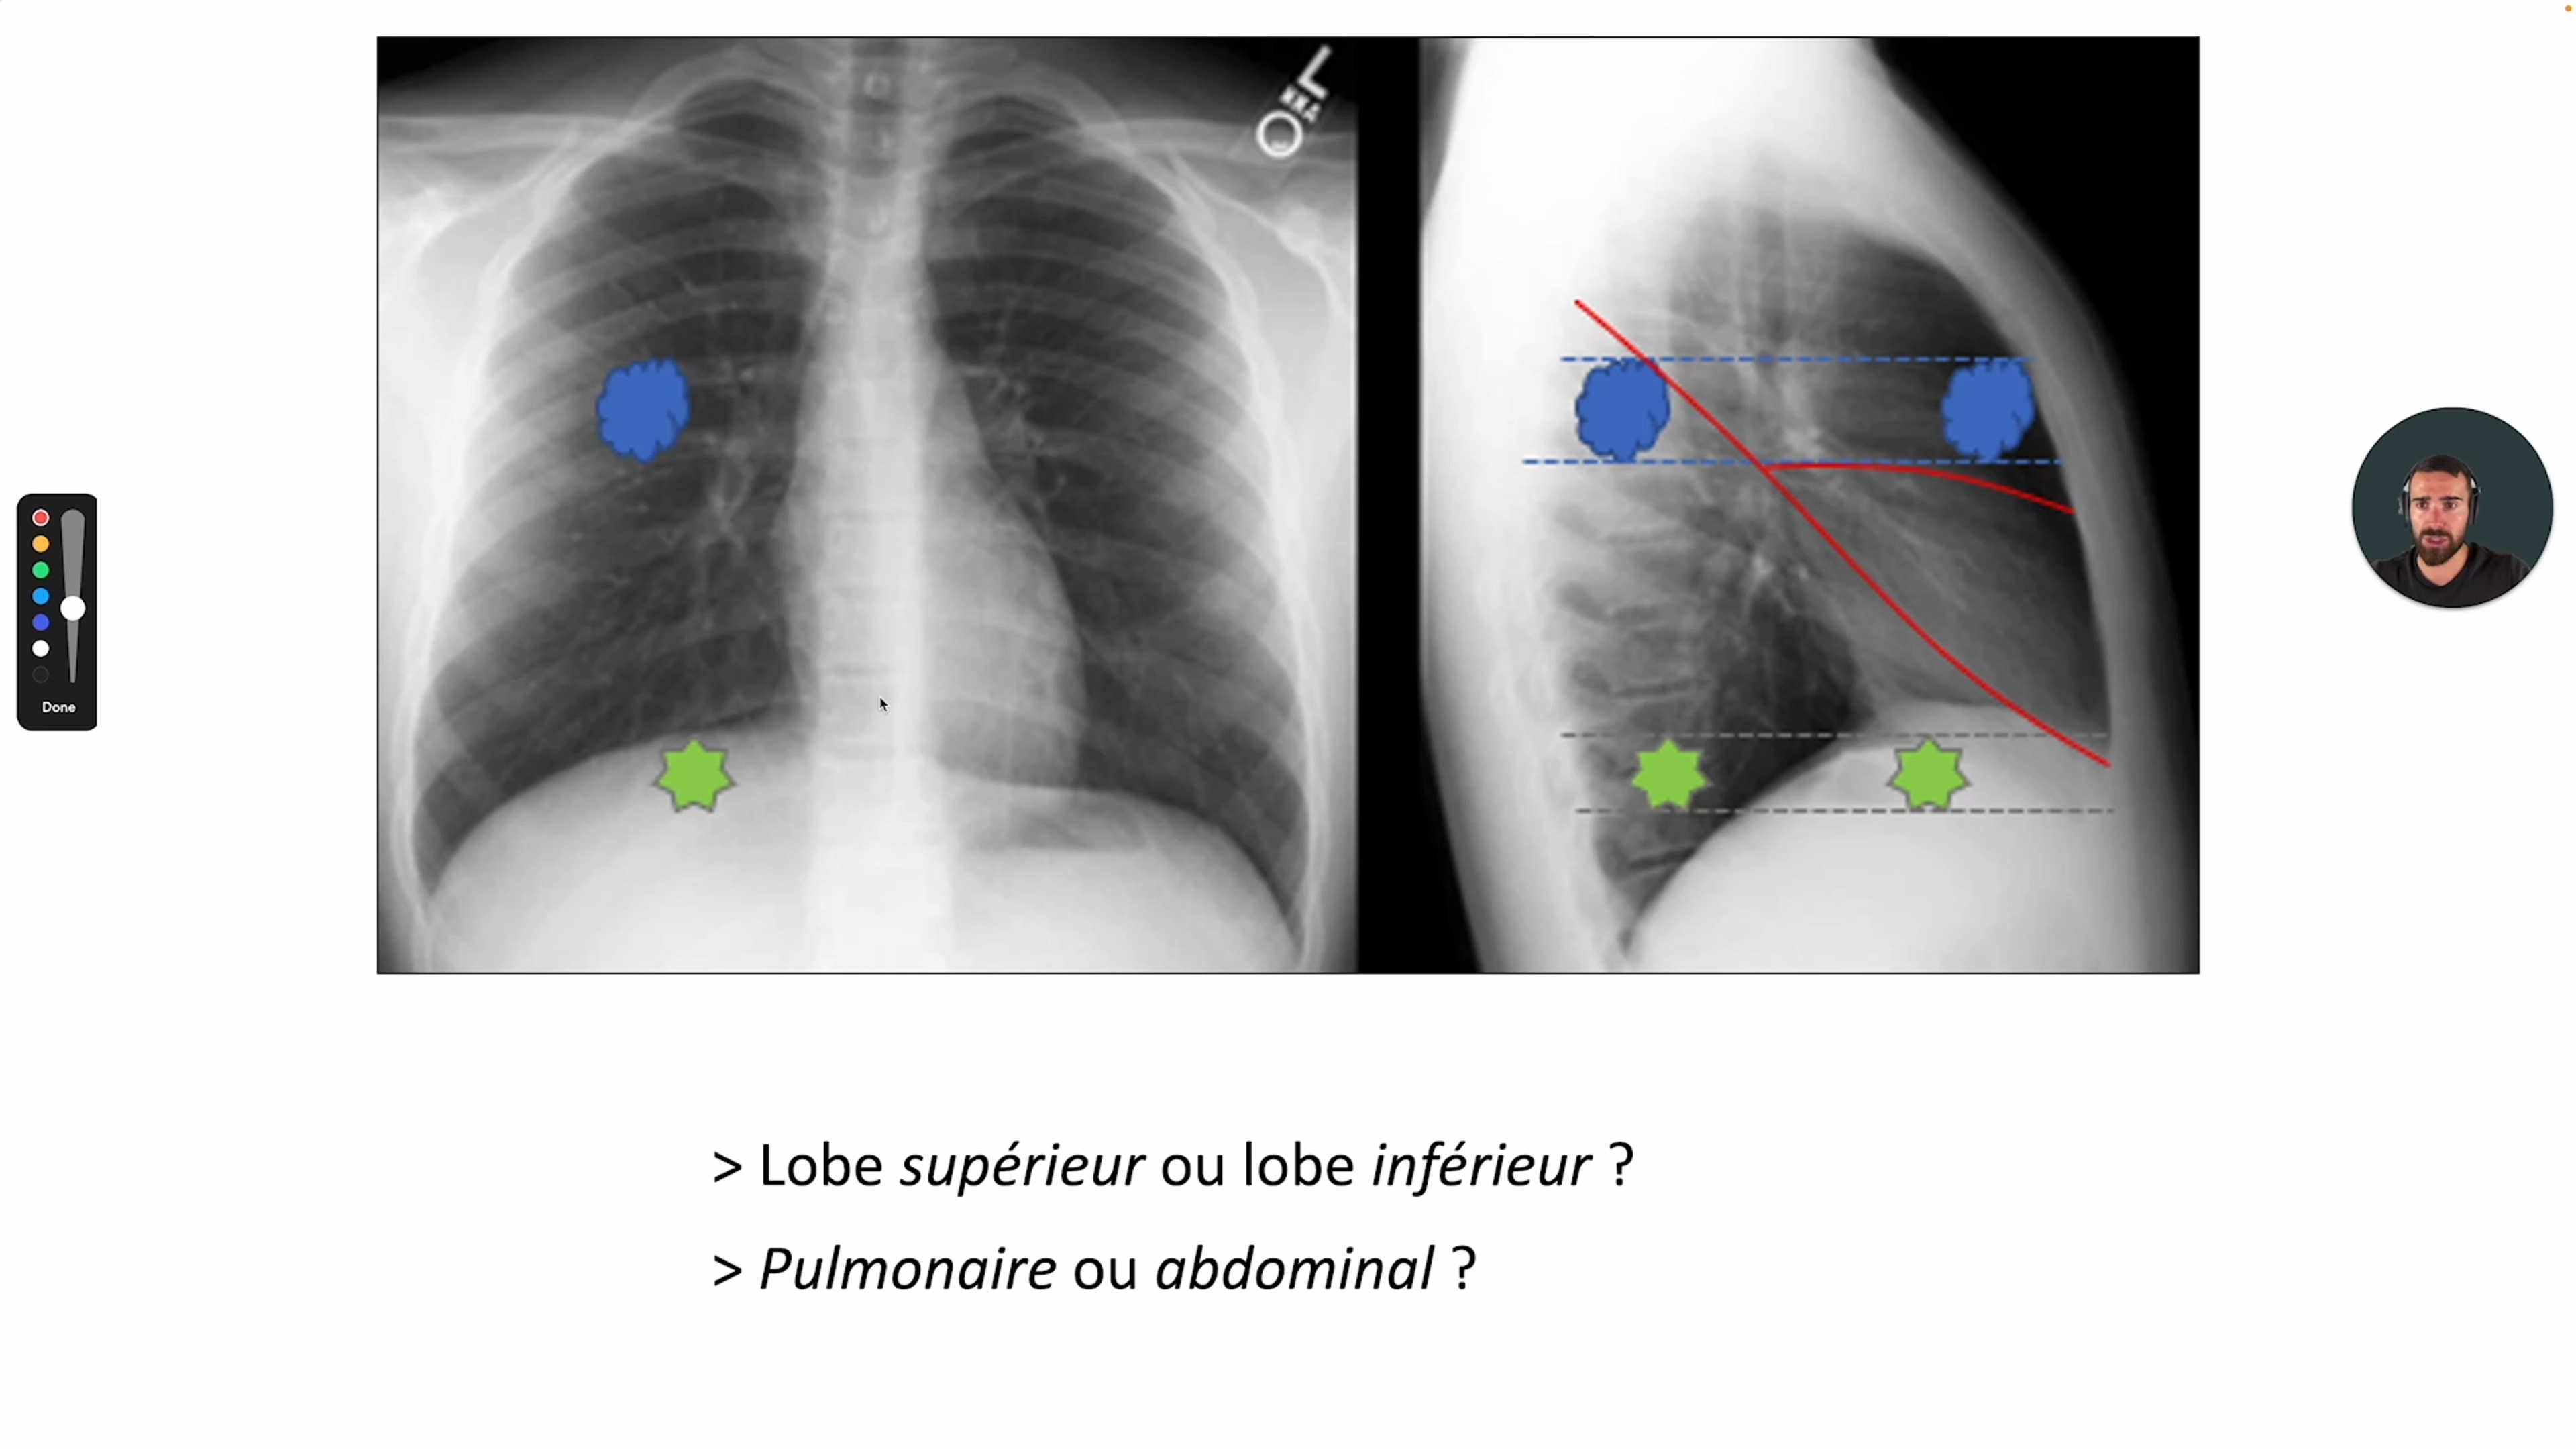 L
> Lobe supérieur ou lobe inférieur ?
> Pulmonaire ou abdominal ?
Done